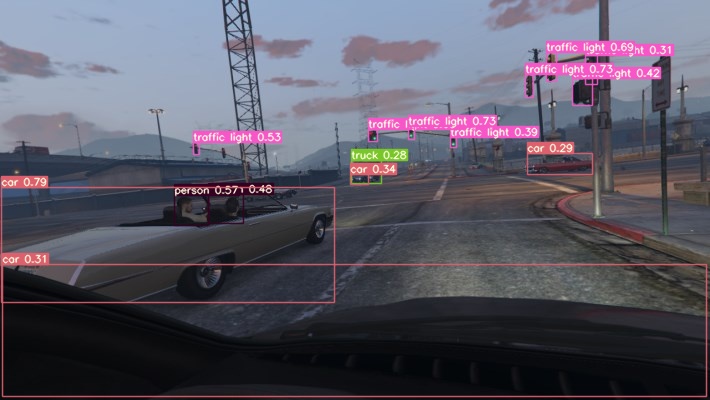 traffic light 0.69
0.31
traffic light 0.73
traffic light 0.42
traffic light 0.73
traffic light 0.53
traffic light 0.39
car 0.29
truck 0.28
car 0.34
car 0.79
person 0.57
0.48
car 0.31